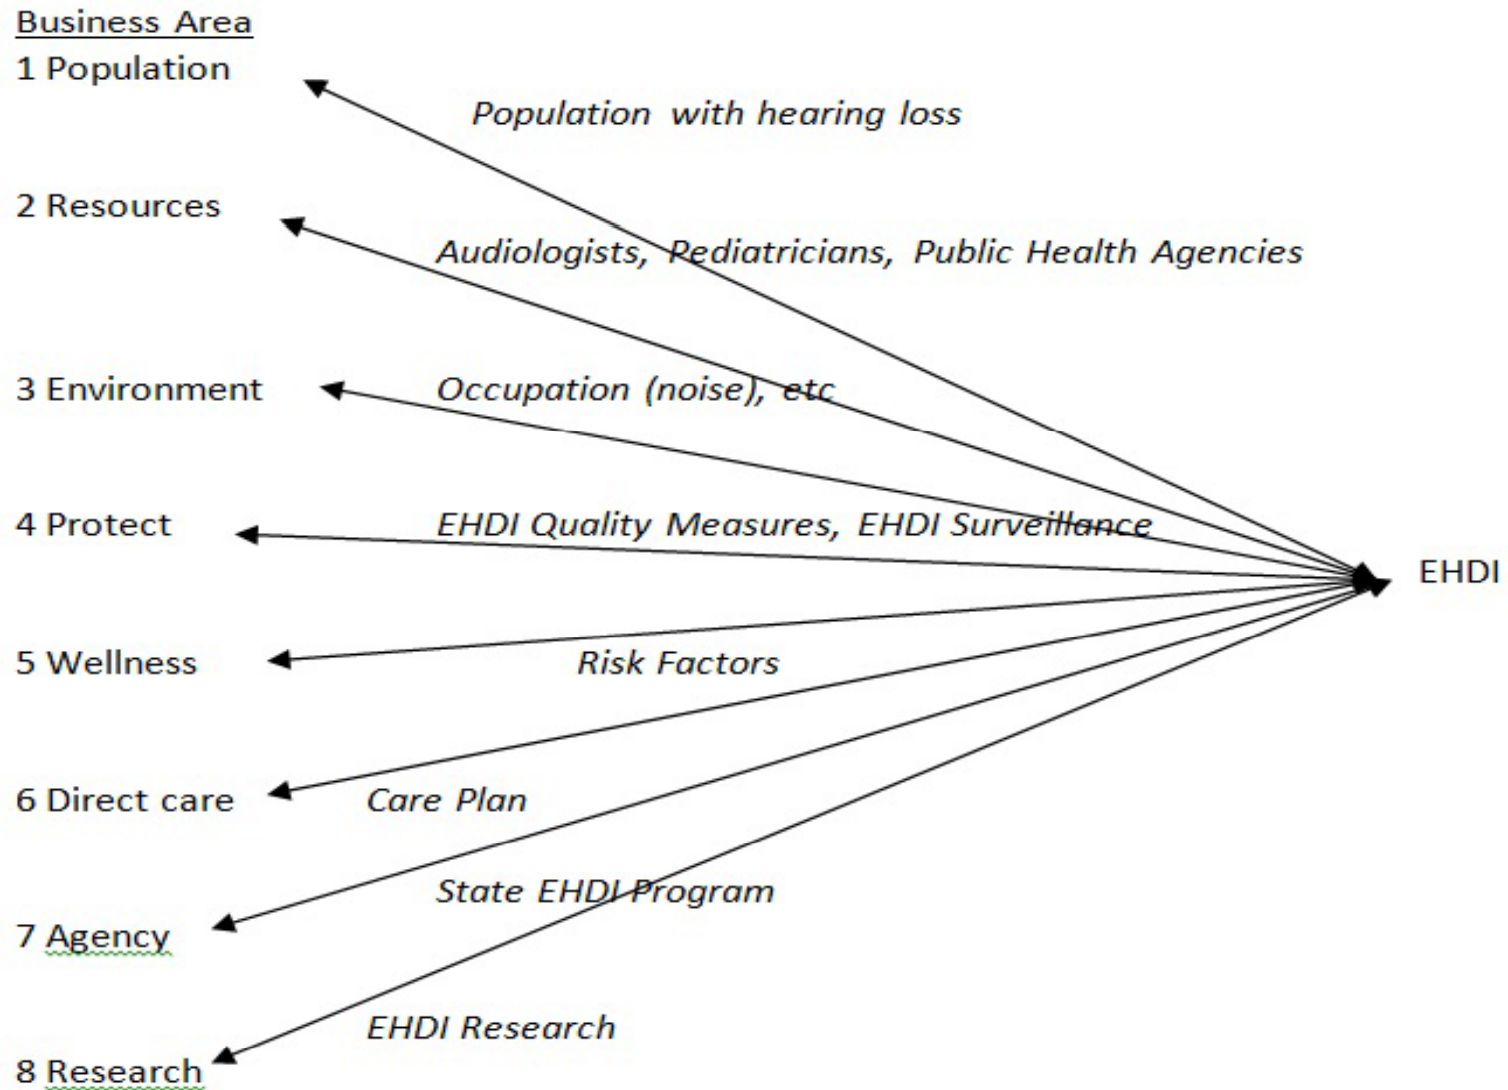 Business Area
1 Population
Population with hearing loss
2 Resources
Audiologists, Pediatricians, Public Health Agencies
3 Environment
Occupation (noise), etc
4 Protect
EHDI Quality Measures, EHDI Surveillance
EHDI
5 Wellness
Risk Factors
6 Direct care
Care Plan
State EHDI Program
7 Agency
EHDI Research
8 Research